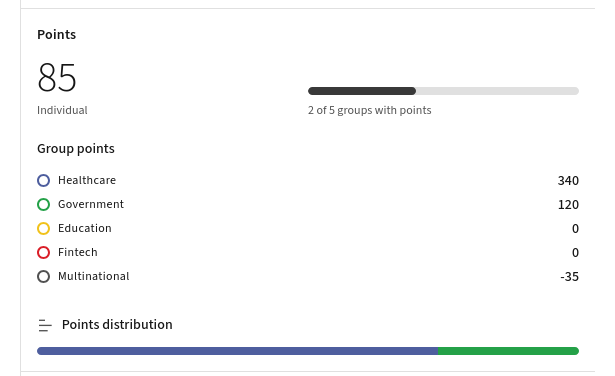 Points
85
Individual
2 of 5 groups with points
Group points
Healthcare 340
Government 120
Education 0
Fintech 0
Multinational -35
Points distribution